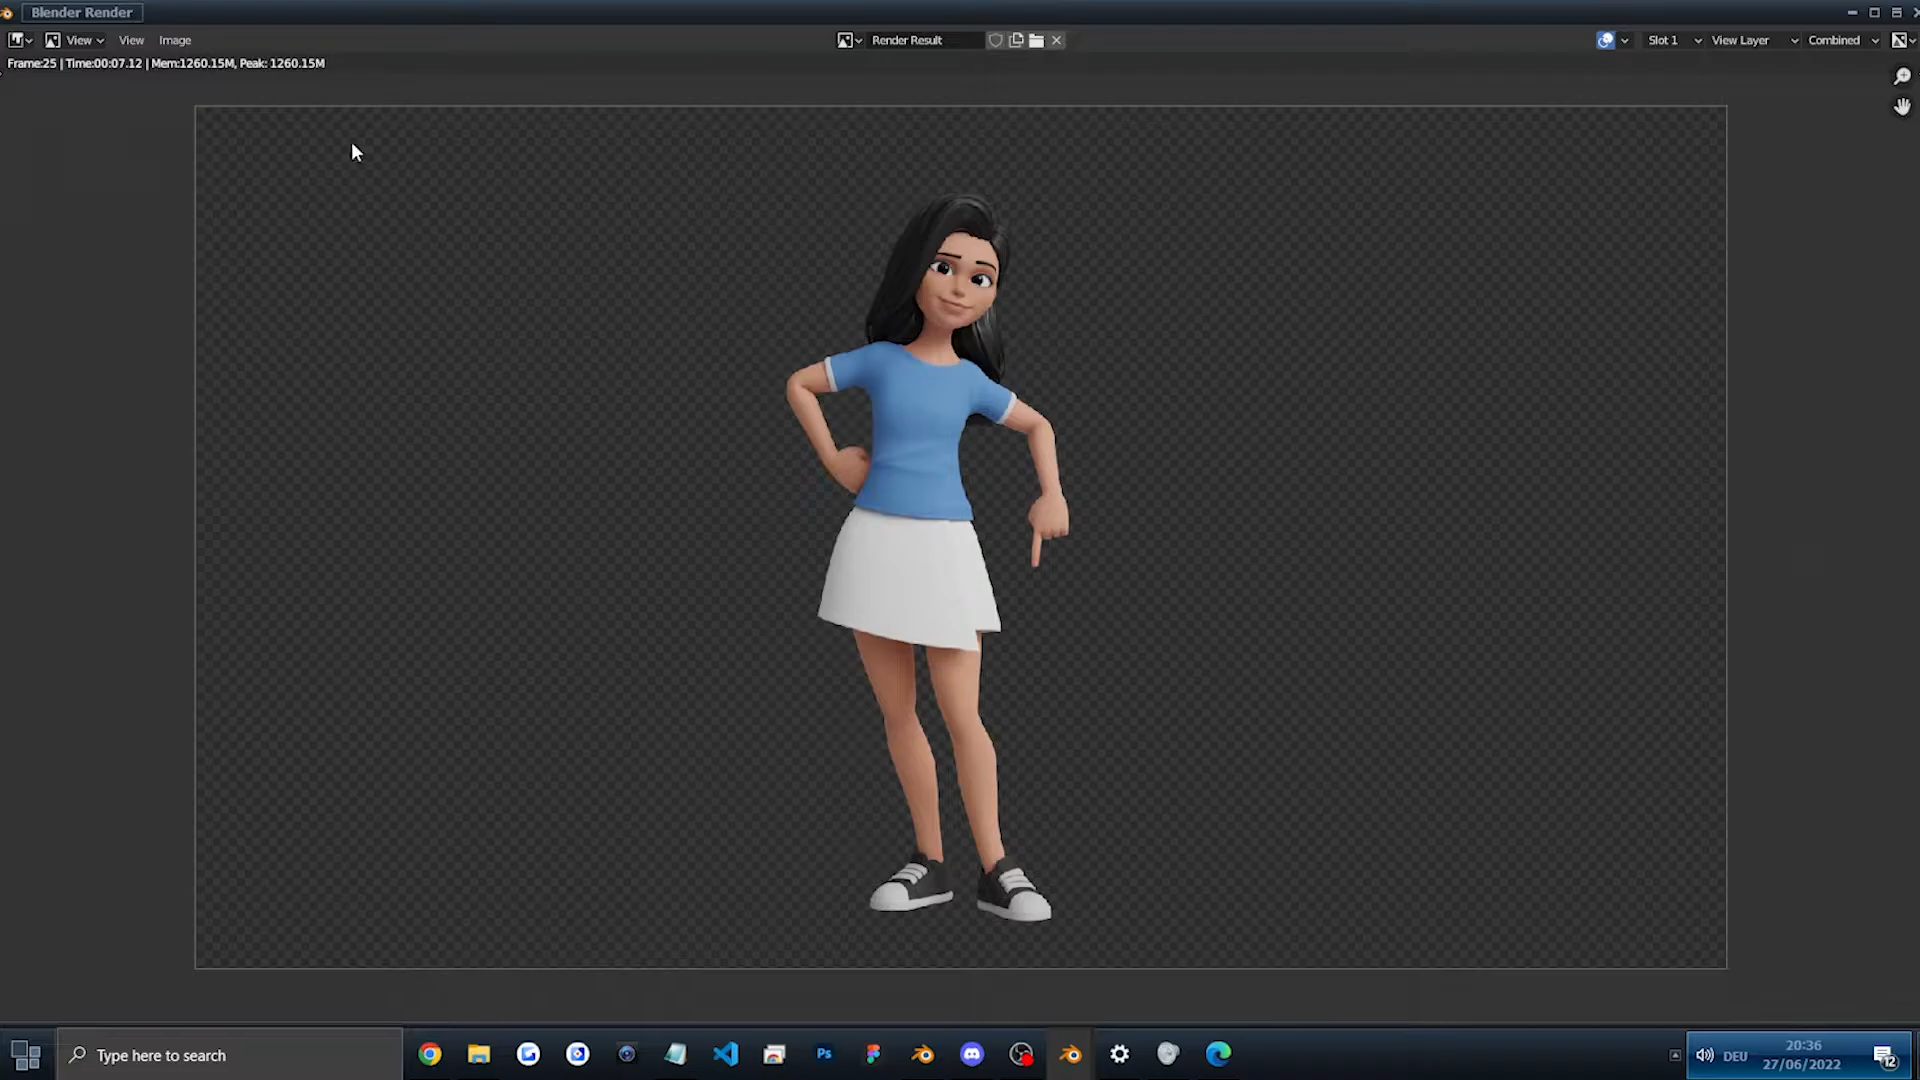 Blender Render
View View Image Render Result Slot 1 View Layer Combined
Frame:25 | Time:00:07.12 | Mem:1260.15M, Peak: 1260.15M
Type here to search
Ps
DEU
20:36
27/06/2022
12